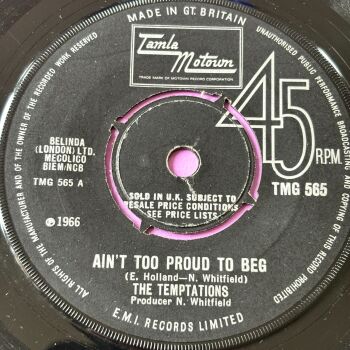 MADE IN GT. BRITAIN
UNAUTHORISED PUBLIC PERFORMANCE BROADCASTING AND COPYING OF THIS RECORD PROHIBITED
ALL RIGHTS OF THE MANUFACTURER AND OF THE OWNER OF THE RECORDED WORK RESERVED
Tamla
Motown
TRADE MARK OF MOTOWN RECORD CORPORATION
45 R.P.M.
BELINDA
(LONDON) LTD.
MECOLICO
BIEM/NCB
TMG 565 A
TMG 565
SOLD IN U.K. SUBJECT TO
RESALE PRICE CONDITIONS
SEE PRICE LISTS
℗ 1966
AIN'T TOO PROUD TO BEG
(E. Holland—N. Whitfield)
THE TEMPTATIONS
Producer N. Whitfield
E.M.I. RECORDS LIMITED